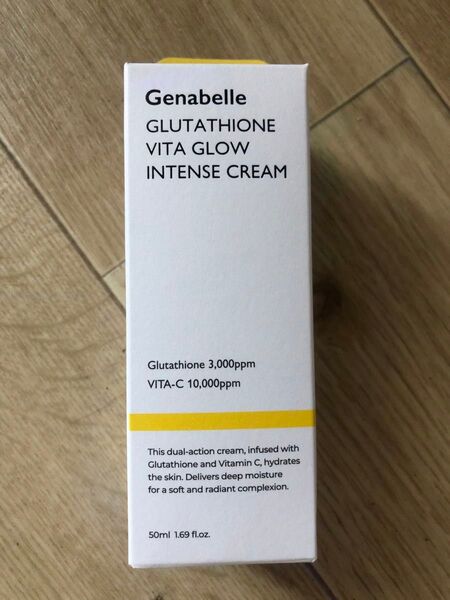 Genabelle
GLUTATHIONE
VITA GLOW
INTENSE CREAM
Glutathione 3,000ppm
VITA-C 10,000ppm
This dual-action cream, infused with
Glutathione and Vitamin C, hydrates
the skin. Delivers deep moisture
for a soft and radiant complexion.
50ml 1.69 fl.oz.